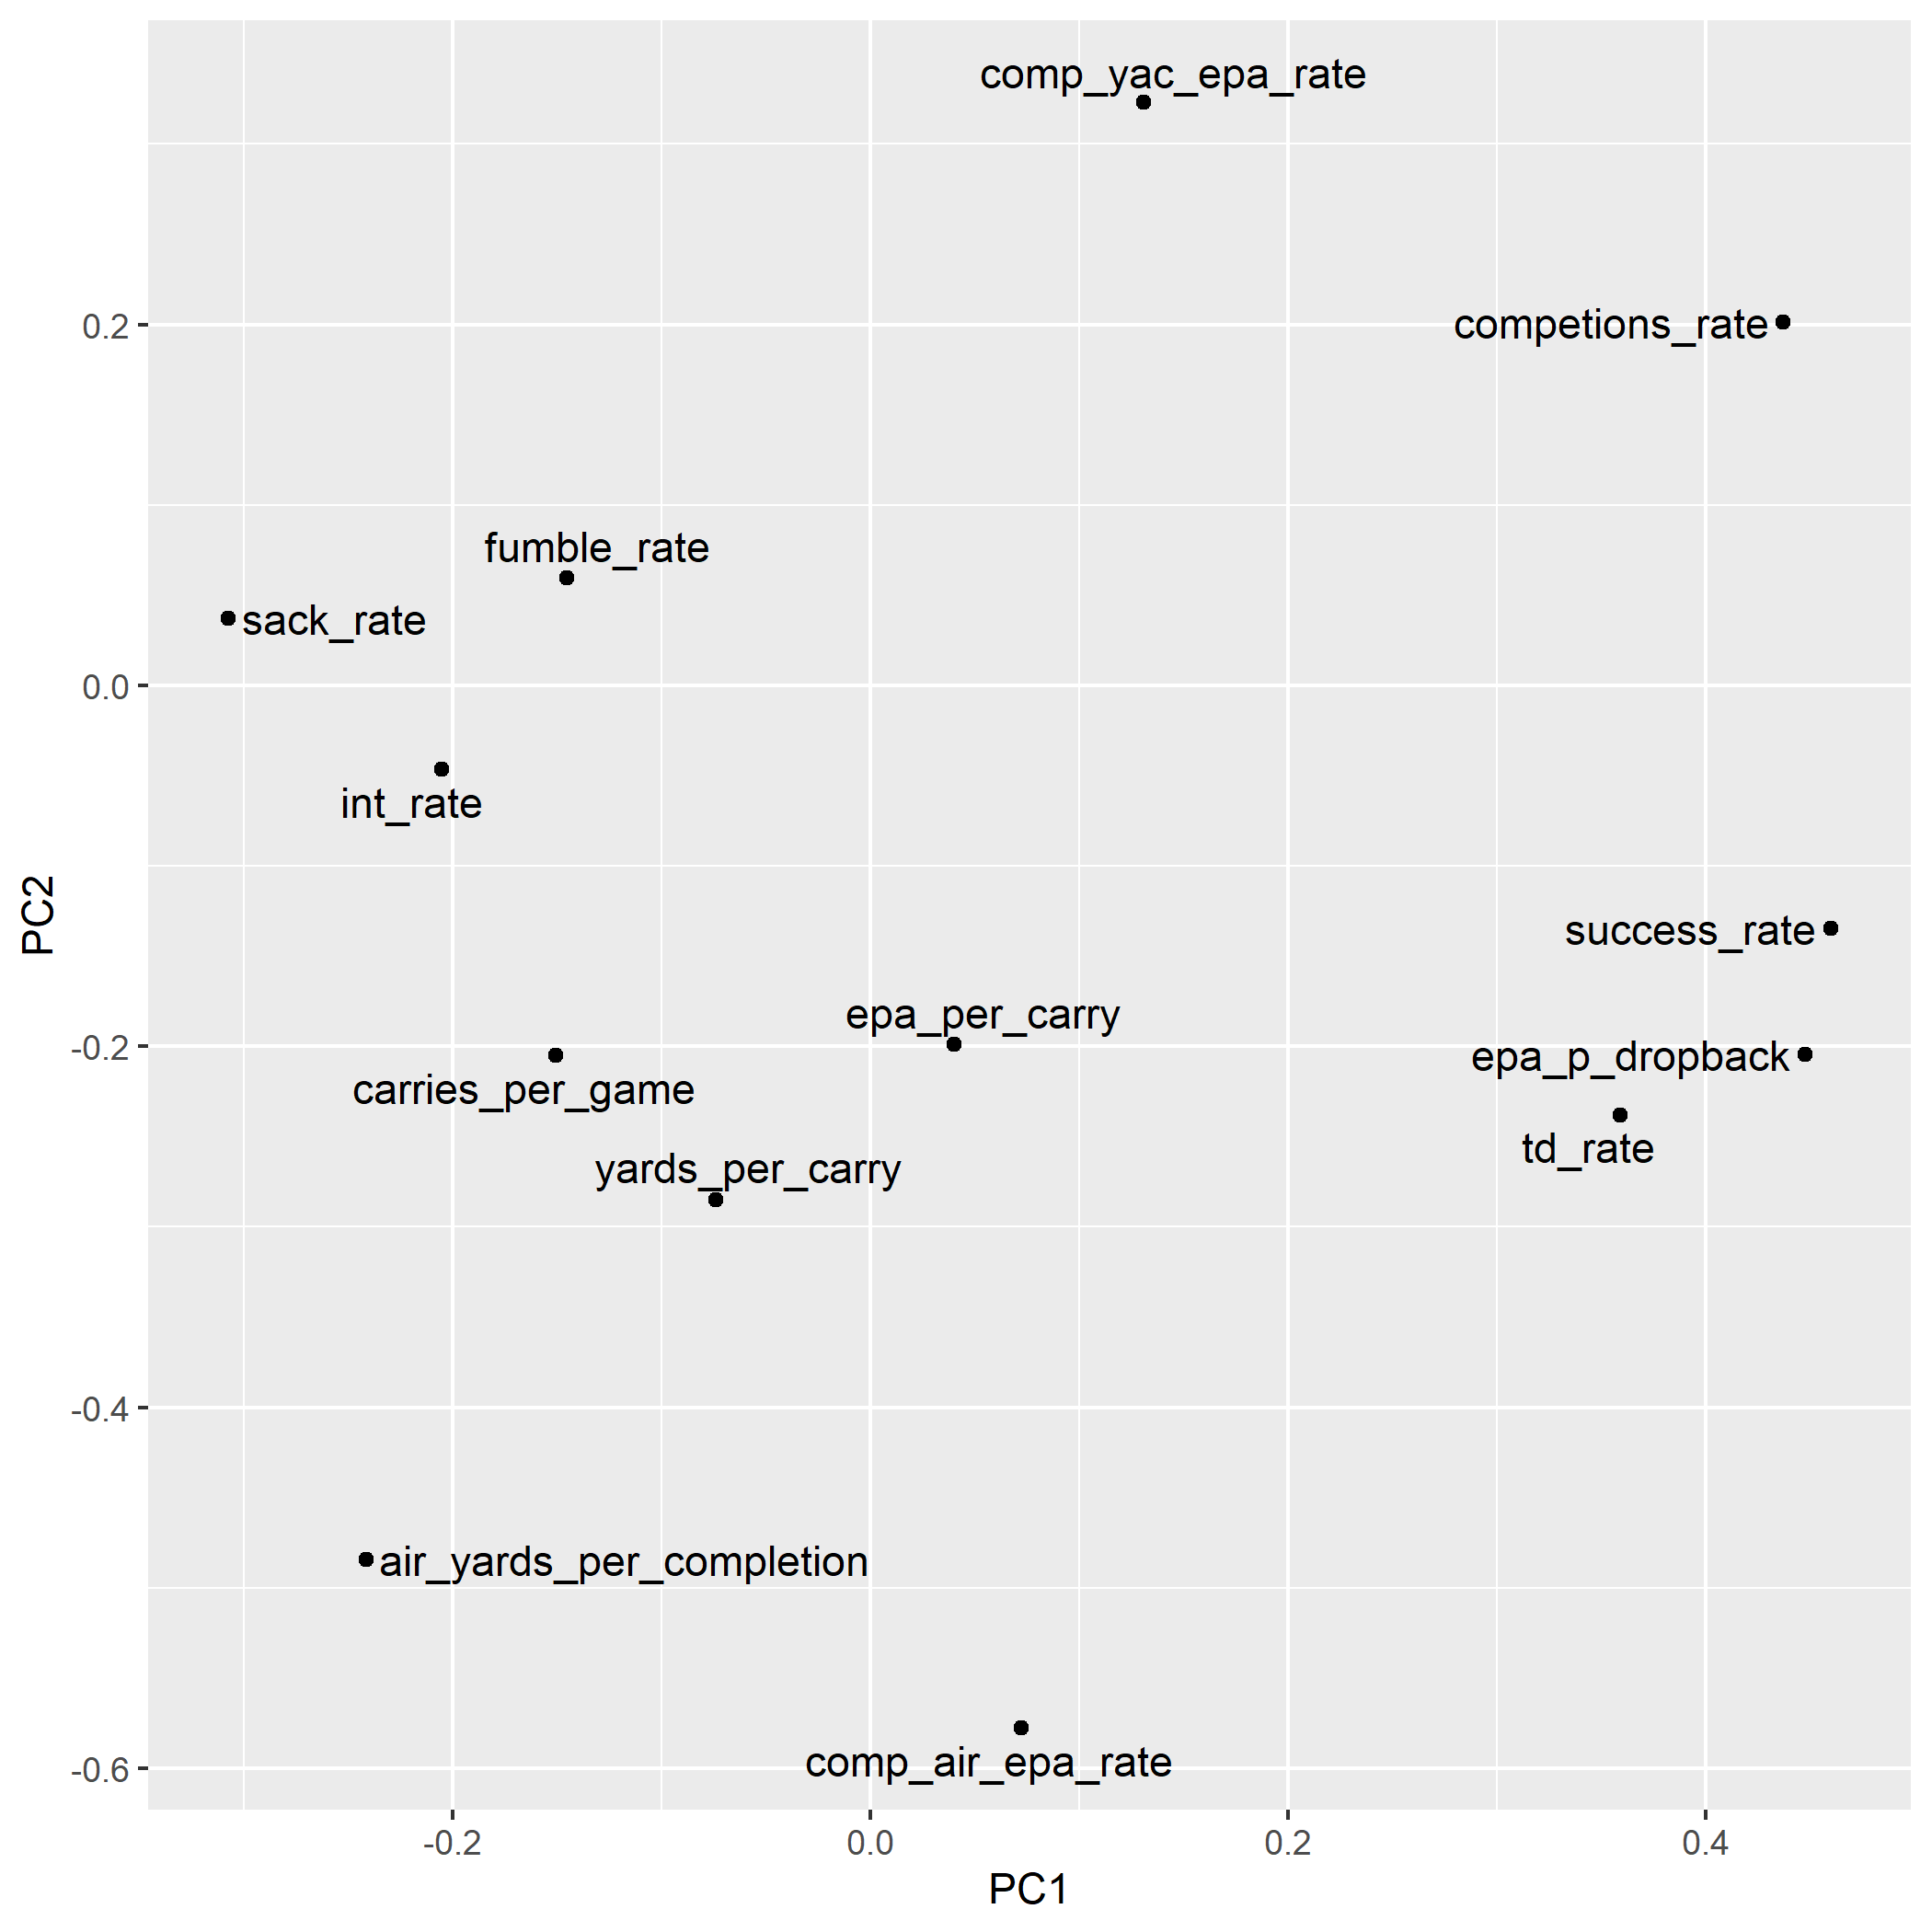 comp_yac_epa_rate
0.2
competions_rate
fumble_rate
sack_rate
0.0
int_rate
PC2
success_rate
epa_per_carry
-0.2
epa_p_dropback
carries_per_game
td_rate
yards_per_carry
-0.4
air_yards_per_completion
comp_air_epa_rate
-0.6
-0.2
0.0
0.2
0.4
PC1